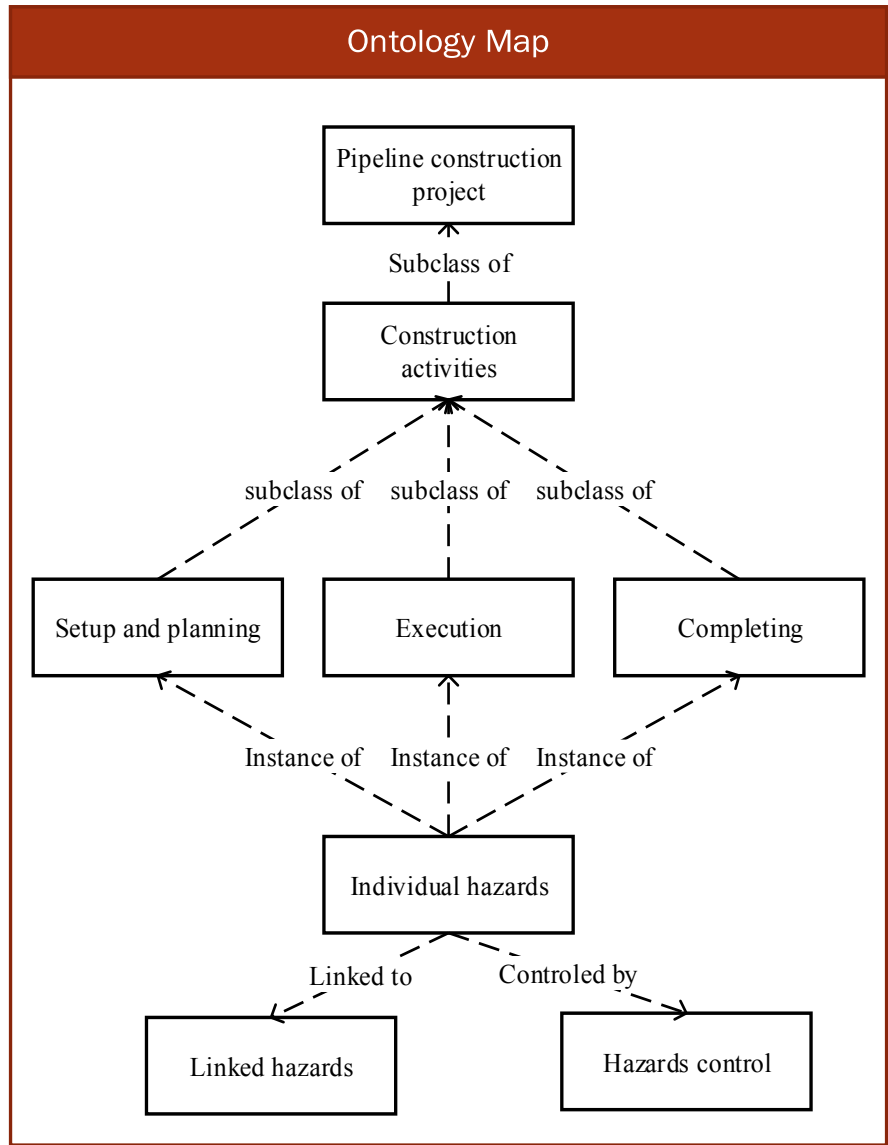 Ontology Map
Pipeline construction
project
Subclass of
Construction
activities
subclass of
subclass of
subclass of
Setup and planning
Execution
Completing
Instance of
Instance of
Instance of
Individual hazards
Linked to
Controled by
Linked hazards
Hazards control